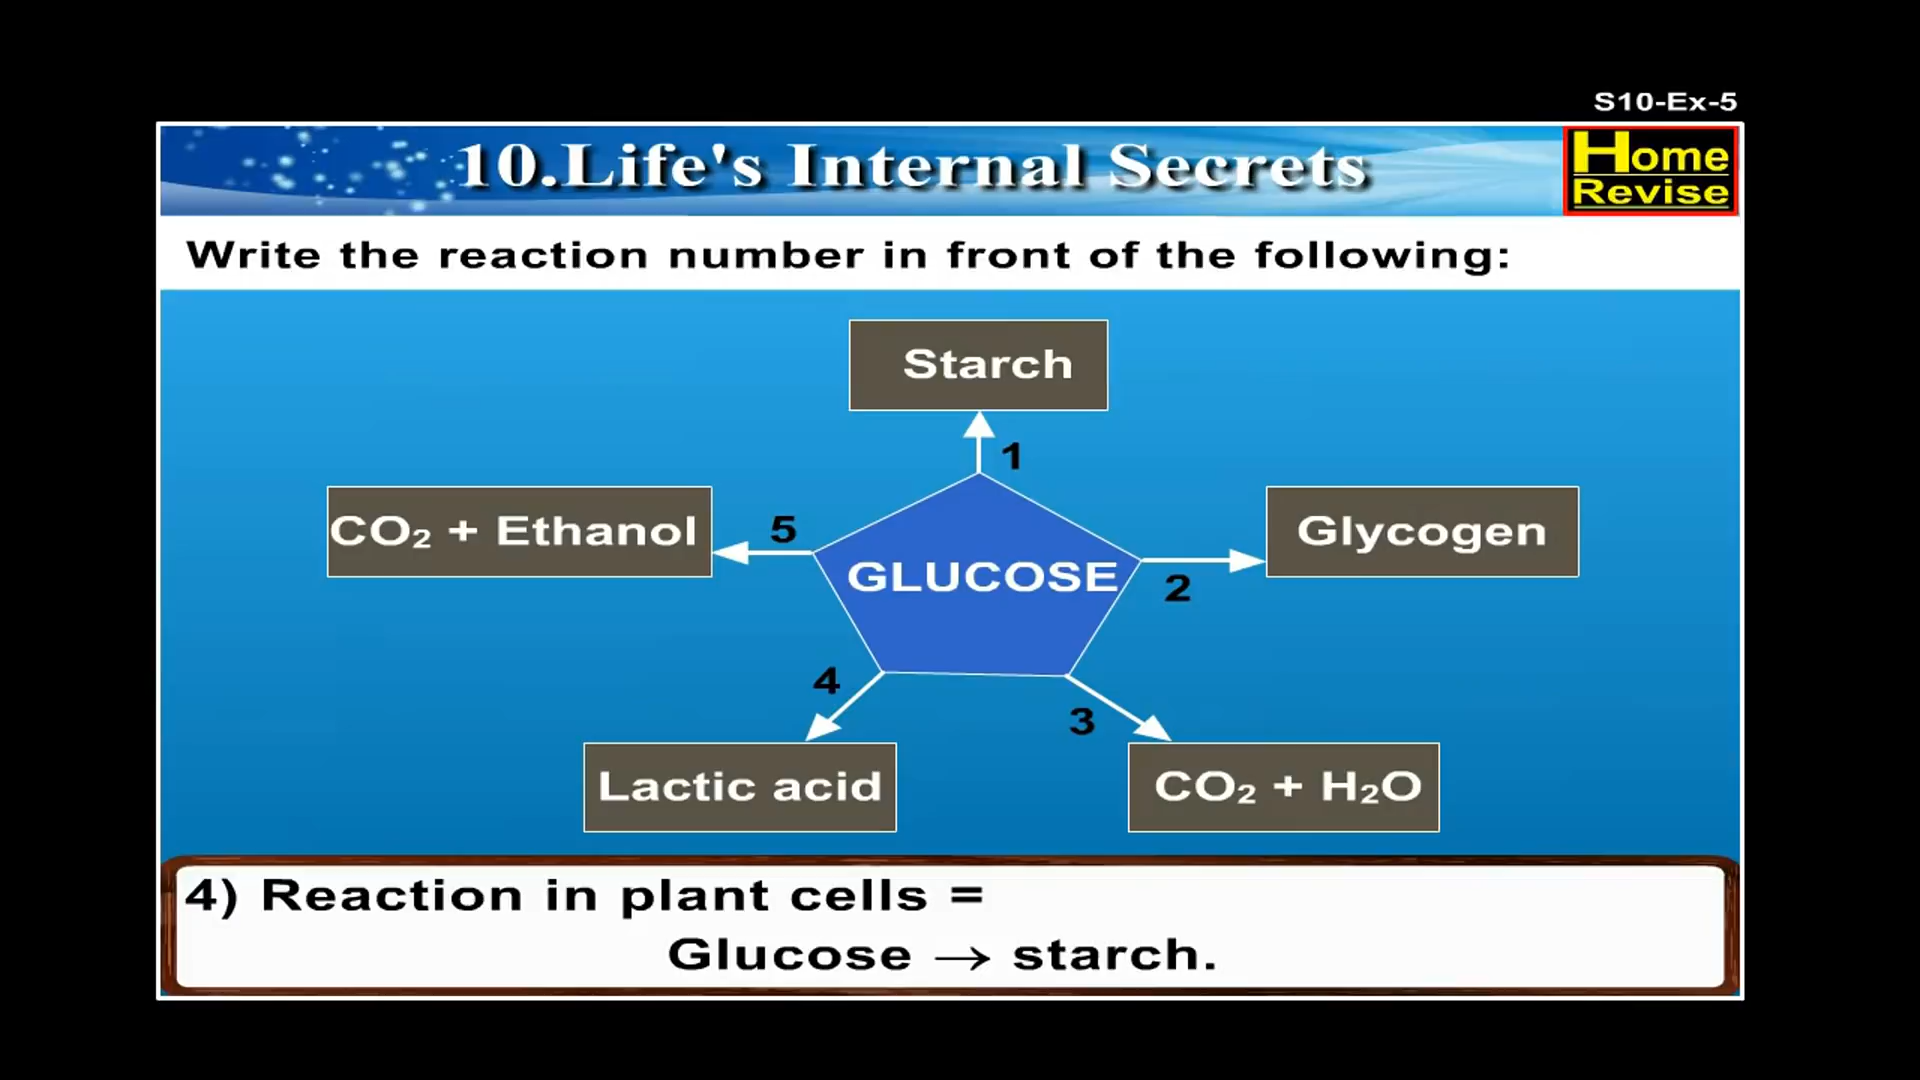 S10-Ex-5
10.Life's Internal Secrets
Home
Revise
Write the reaction number in front of the following:
Starch
1
CO₂ + Ethanol
5
GLUCOSE
2
Glycogen
4
3
Lactic acid
CO₂ + H₂O
4) Reaction in plant cells =
Glucose → starch.